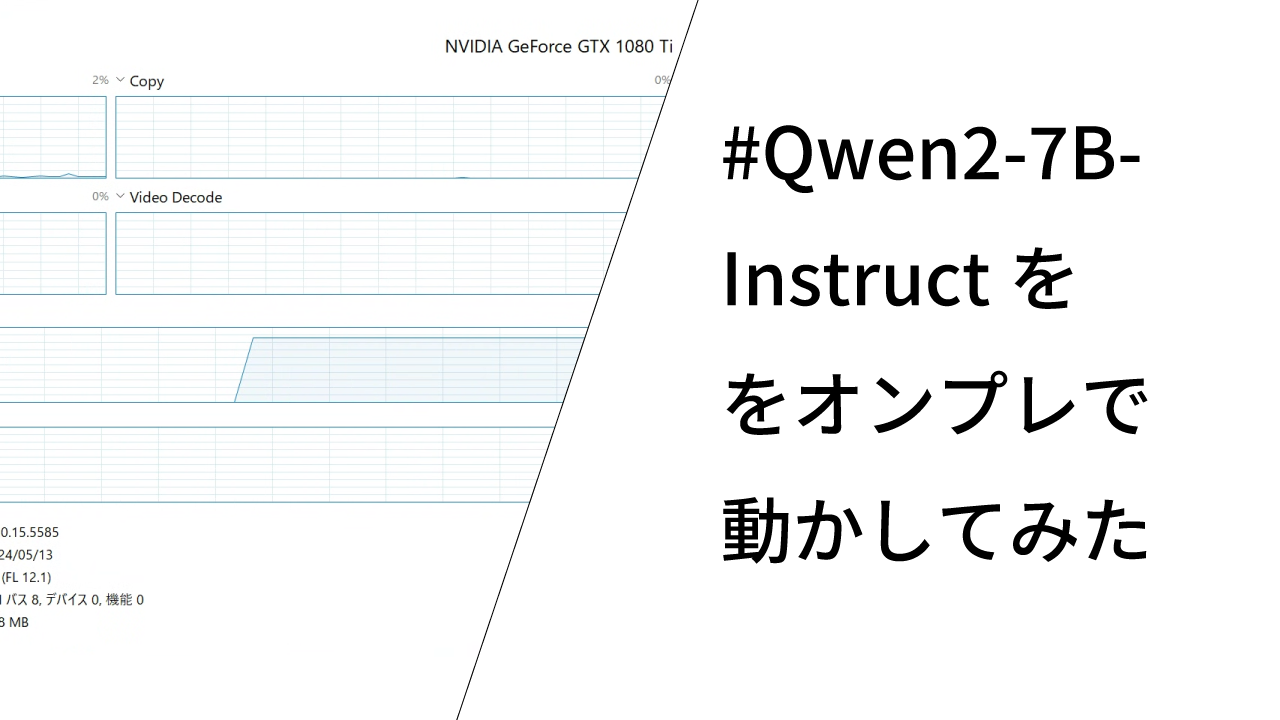 NVIDIA GeForce GTX 1080 Ti
2%
Copy
0%
0%
Video Decode
0.15.5585
24/05/13
(FL 12.1)
バス 8, デバイス 0, 機能 0
8 MB
#Qwen2-7B-
Instruct を
をオンプレで
動かしてみた